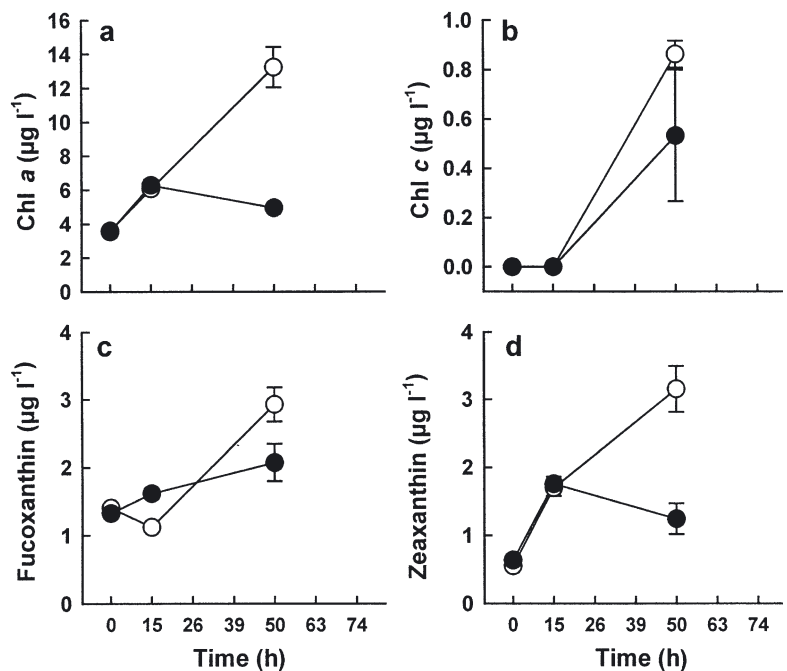 a
Chl a (µg l-1)
16
14
12
10
8
6
4
2
0
b
Chl c (µg l-1)
1.0
0.8
0.6
0.4
0.2
0.0
c
Fucoxanthin (µg l-1)
4
3
2
1
0
0 15 26 39 50 63 74
Time (h)
d
Zeaxanthin (µg l-1)
4
3
2
1
0
0 15 26 39 50 63 74
Time (h)